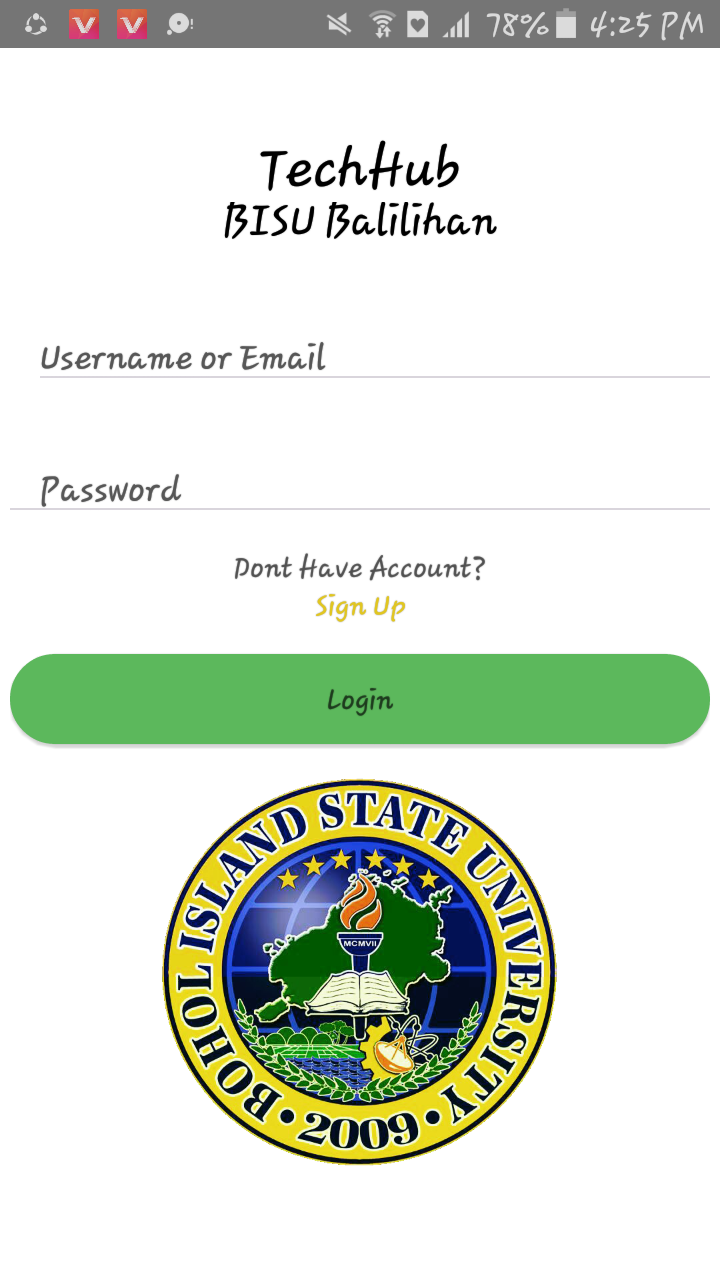 78% 4:25 PM
TechHub
BISU Balilihan
Username or Email
Password
Dont Have Account?
Sign Up
Login
BOHOL ISLAND STATE UNIVERSITY
MCMVII
• 2009 •